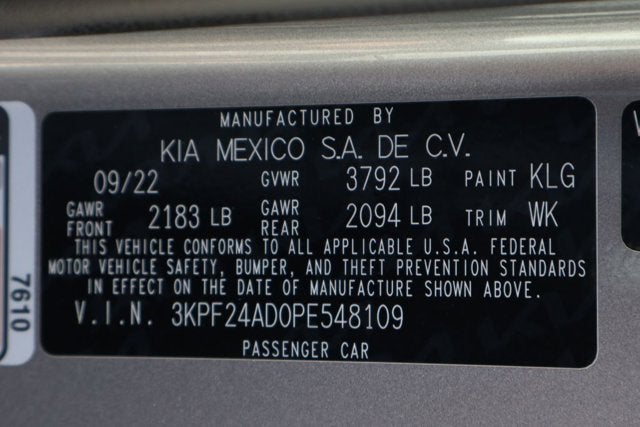 MANUFACTURED BY
KIA MEXICO S.A. DE C.V.
09/22 GVWR 3792 LB PAINT KLG
GAWR FRONT 2183 LB GAWR REAR 2094 LB TRIM WK
THIS VEHICLE CONFORMS TO ALL APPLICABLE U.S.A. FEDERAL
MOTOR VEHICLE SAFETY, BUMPER, AND THEFT PREVENTION STANDARDS
IN EFFECT ON THE DATE OF MANUFACTURE SHOWN ABOVE.
V.I.N. 3KPF24AD0PE548109
PASSENGER CAR
7610